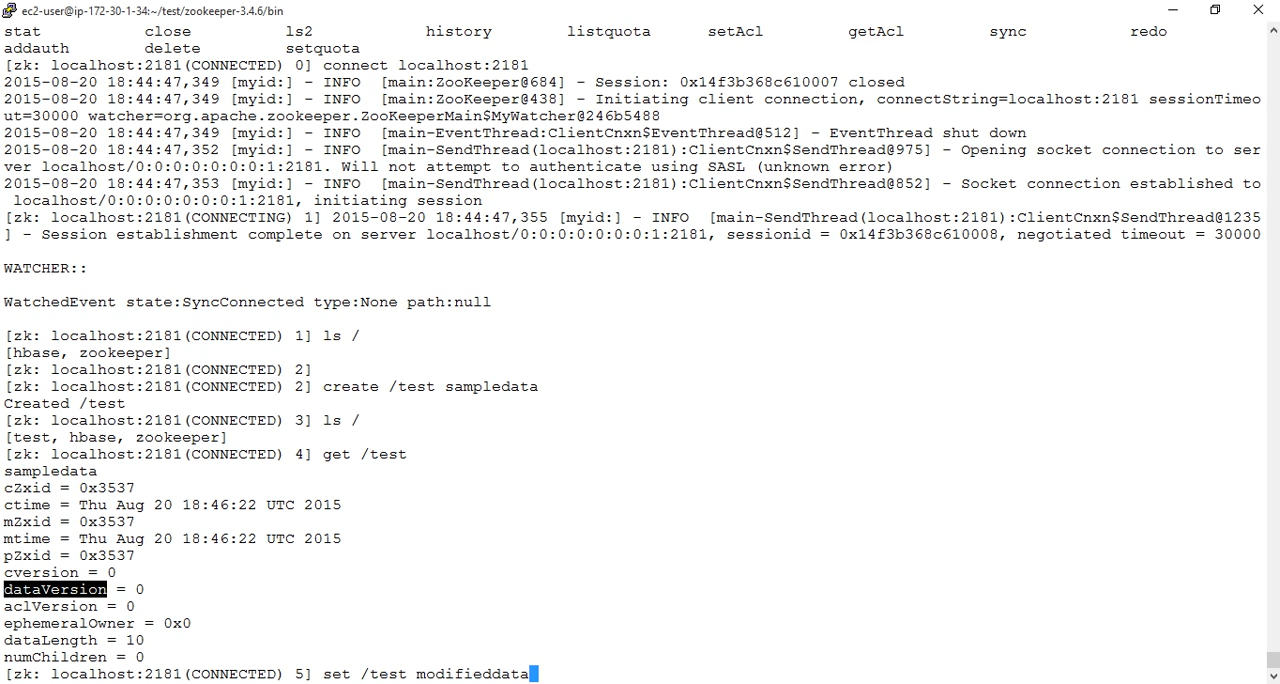 ec2-user@ip-172-30-1-34:~/test/zookeeper-3.4.6/bin
stat close ls2 history listquota setAcl getAcl sync redo
addauth delete setquota
[zk: localhost:2181(CONNECTED) 0] connect localhost:2181
2015-08-20 18:44:47,349 [myid:] - INFO [main:ZooKeeper@684] - Session: 0x14f3b368c610007 closed
2015-08-20 18:44:47,349 [myid:] - INFO [main:ZooKeeper@438] - Initiating client connection, connectString=localhost:2181 sessionTimeo
ut=30000 watcher=org.apache.zookeeper.ZooKeeperMain$MyWatcher@246b5488
2015-08-20 18:44:47,349 [myid:] - INFO [main-EventThread:ClientCnxn$EventThread@512] - EventThread shut down
2015-08-20 18:44:47,352 [myid:] - INFO [main-SendThread(localhost:2181):ClientCnxn$SendThread@975] - Opening socket connection to ser
ver localhost/0:0:0:0:0:0:0:1:2181. Will not attempt to authenticate using SASL (unknown error)
2015-08-20 18:44:47,353 [myid:] - INFO [main-SendThread(localhost:2181):ClientCnxn$SendThread@852] - Socket connection established to
localhost/0:0:0:0:0:0:0:1:2181, initiating session
[zk: localhost:2181(CONNECTING) 1] 2015-08-20 18:44:47,355 [myid:] - INFO [main-SendThread(localhost:2181):ClientCnxn$SendThread@1235
] - Session establishment complete on server localhost/0:0:0:0:0:0:0:1:2181, sessionid = 0x14f3b368c610008, negotiated timeout = 30000
WATCHER::
WatchedEvent state:SyncConnected type:None path:null
[zk: localhost:2181(CONNECTED) 1] ls /
[hbase, zookeeper]
[zk: localhost:2181(CONNECTED) 2]
[zk: localhost:2181(CONNECTED) 2] create /test sampledata
Created /test
[zk: localhost:2181(CONNECTED) 3] ls /
[test, hbase, zookeeper]
[zk: localhost:2181(CONNECTED) 4] get /test
sampledata
cZxid = 0x3537
ctime = Thu Aug 20 18:46:22 UTC 2015
mZxid = 0x3537
mtime = Thu Aug 20 18:46:22 UTC 2015
pZxid = 0x3537
cversion = 0
dataVersion = 0
aclVersion = 0
ephemeralOwner = 0x0
dataLength = 10
numChildren = 0
[zk: localhost:2181(CONNECTED) 5] set /test modifieddata